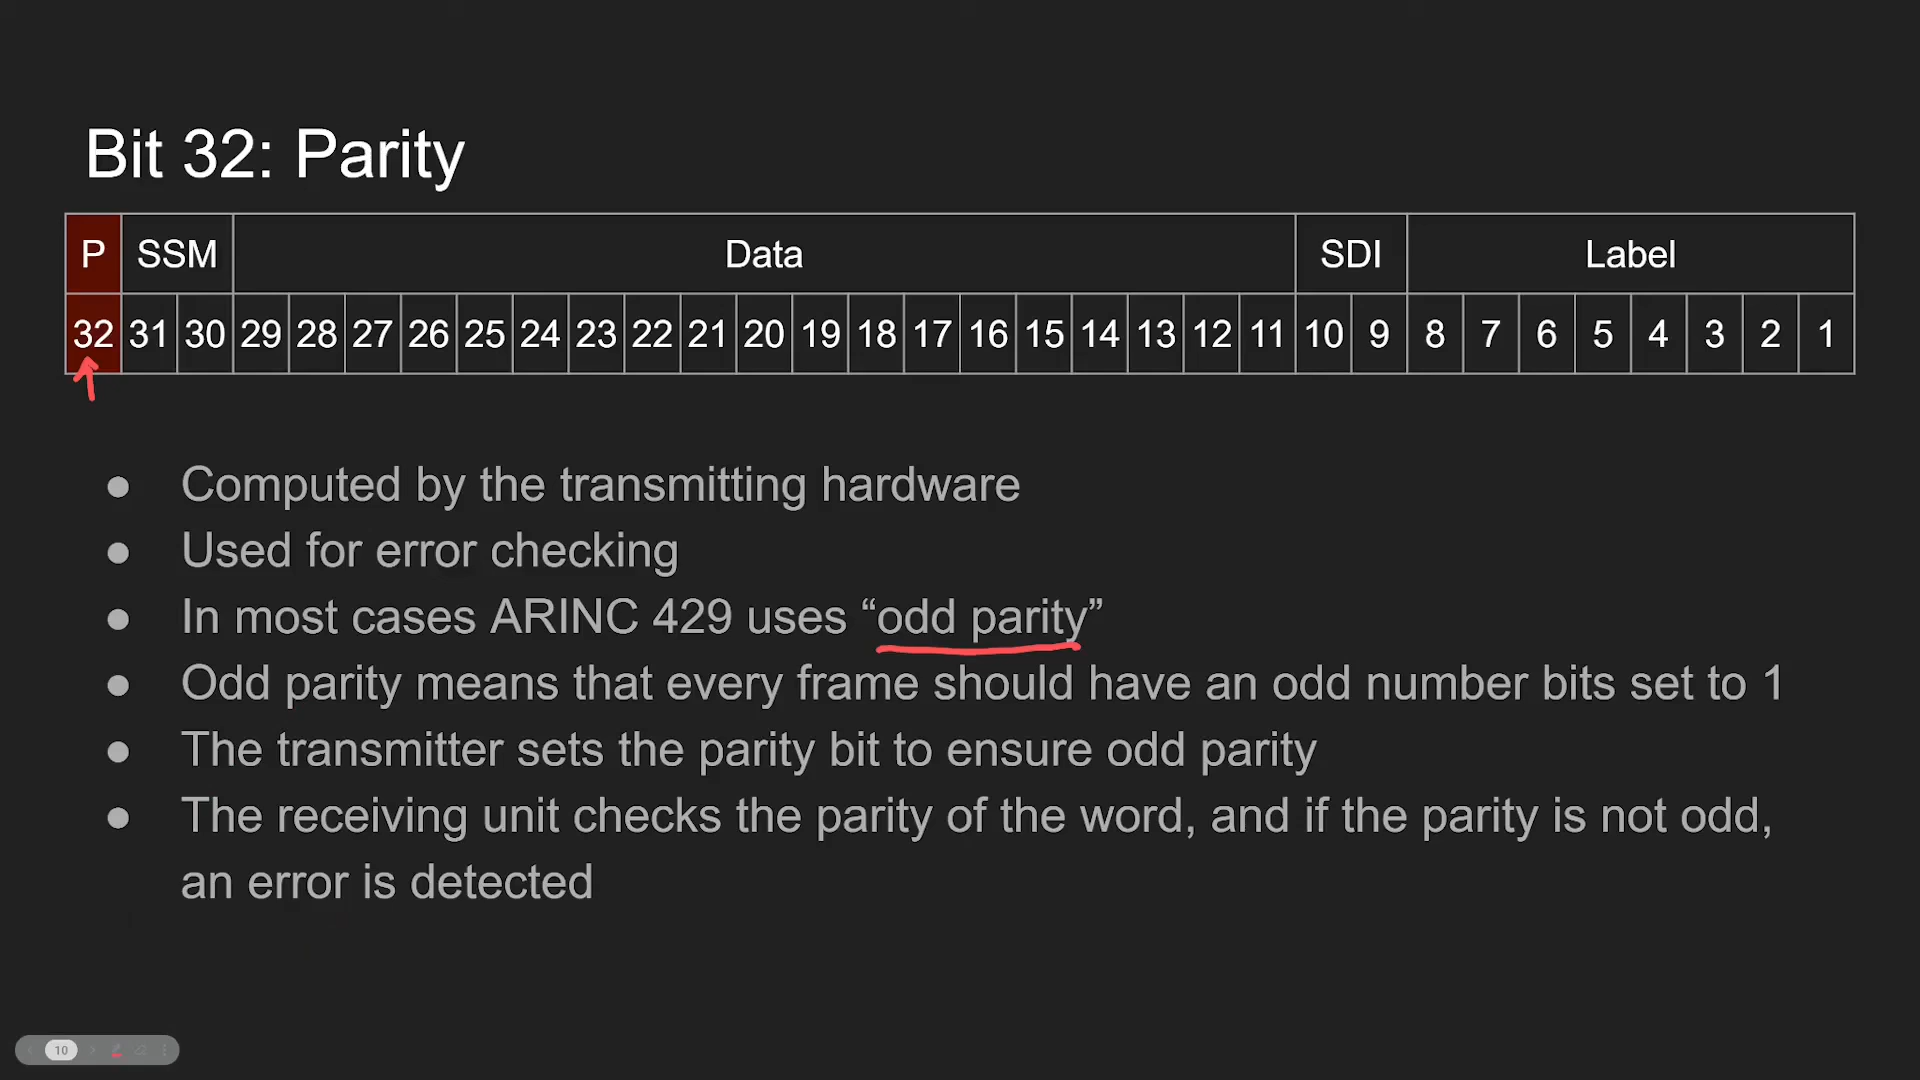 Bit 32: Parity
P SSM Data SDI Label
32 31 30 29 28 27 26 25 24 23 22 21 20 19 18 17 16 15 14 13 12 11 10 9 8 7 6 5 4 3 2 1
● Computed by the transmitting hardware
● Used for error checking
● In most cases ARINC 429 uses “odd parity”
● Odd parity means that every frame should have an odd number bits set to 1
● The transmitter sets the parity bit to ensure odd parity
● The receiving unit checks the parity of the word, and if the parity is not odd,
an error is detected
10